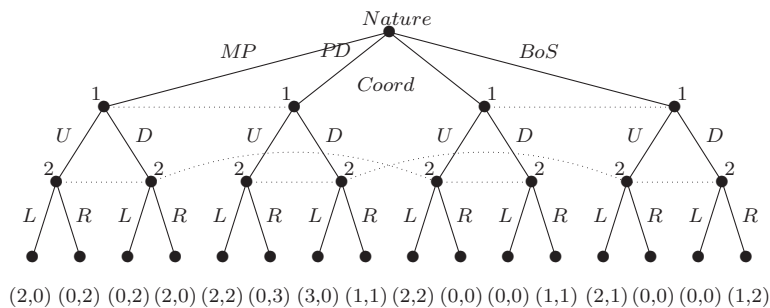 Nature
MP PD BoS
Coord
1 1 1 1
U D U D U D U D
2 2 2 2 2 2 2 2
L R L R L R L R L R L R L R L R
(2,0) (0,2) (0,2) (2,0) (2,2) (0,3) (3,0) (1,1) (2,2) (0,0) (0,0) (1,1) (2,1) (0,0) (0,0) (1,2)